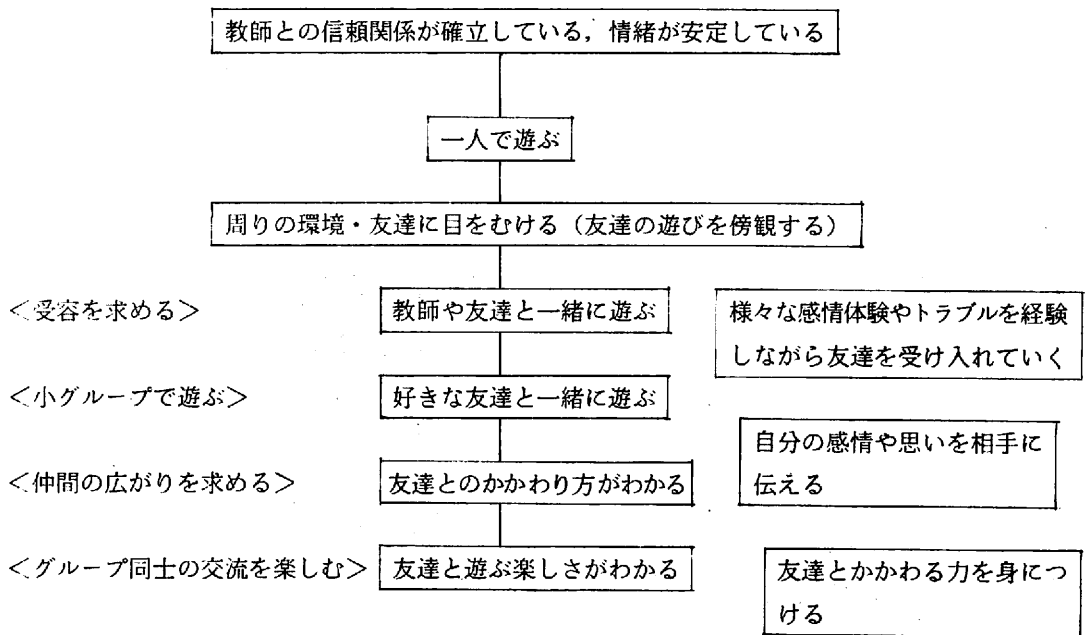 教師との信頼関係が確立している，情緒が安定している
一人で遊ぶ
周りの環境・友達に目をむける（友達の遊びを傍観する）
＜受容を求める＞
教師や友達と一緒に遊ぶ
様々な感情体験やトラブルを経験
しながら友達を受け入れていく
＜小グループで遊ぶ＞
好きな友達と一緒に遊ぶ
自分の感情や思いを相手に
伝える
＜仲間の広がりを求める＞
友達とのかかわり方がわかる
＜グループ同士の交流を楽しむ＞
友達と遊ぶ楽しさがわかる
友達とかかわる力を身につ
ける